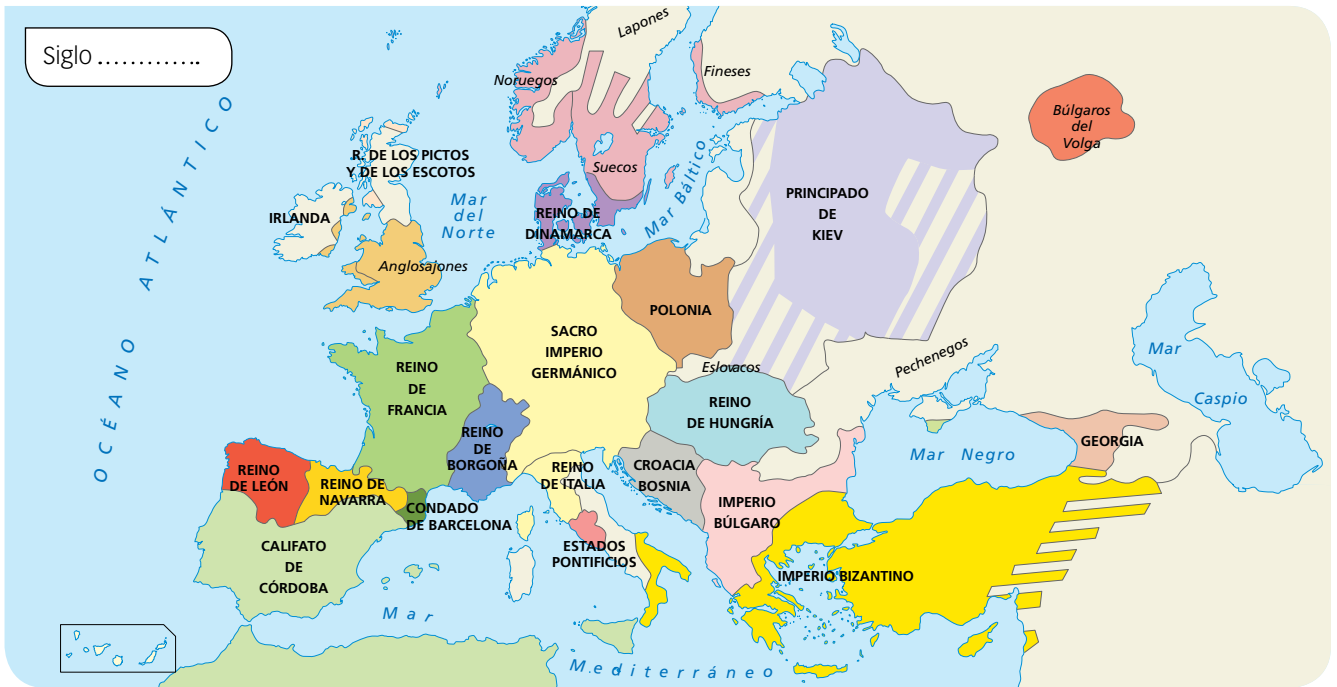 Siglo .............
Lapones
Noruegos
Fineses
Búlgaros
del
Volga
OCÉANO ATLÁNTICO
R. DE LOS PICTOS
Y DE LOS ESCOTOS
Suecos
Mar
del
Norte
Mar Báltico
PRINCIPADO
DE
KIEV
IRLANDA
REINO DE
DINAMARCA
Anglosajones
POLONIA
SACRO
IMPERIO
GERMÁNICO
REINO
DE
FRANCIA
Eslovacos
Pechenegos
Mar
Caspio
REINO
DE HUNGRÍA
REINO
DE
BORGOÑA
GEORGIA
Mar Negro
REINO
DE LEÓN
REINO DE
NAVARRA
REINO
DE ITALIA
CROACIA
BOSNIA
CONDADO
DE BARCELONA
IMPERIO
BÚLGARO
CALIFATO
DE
CÓRDOBA
ESTADOS
PONTIFICIOS
IMPERIO BIZANTINO
Mar
Mediterráneo